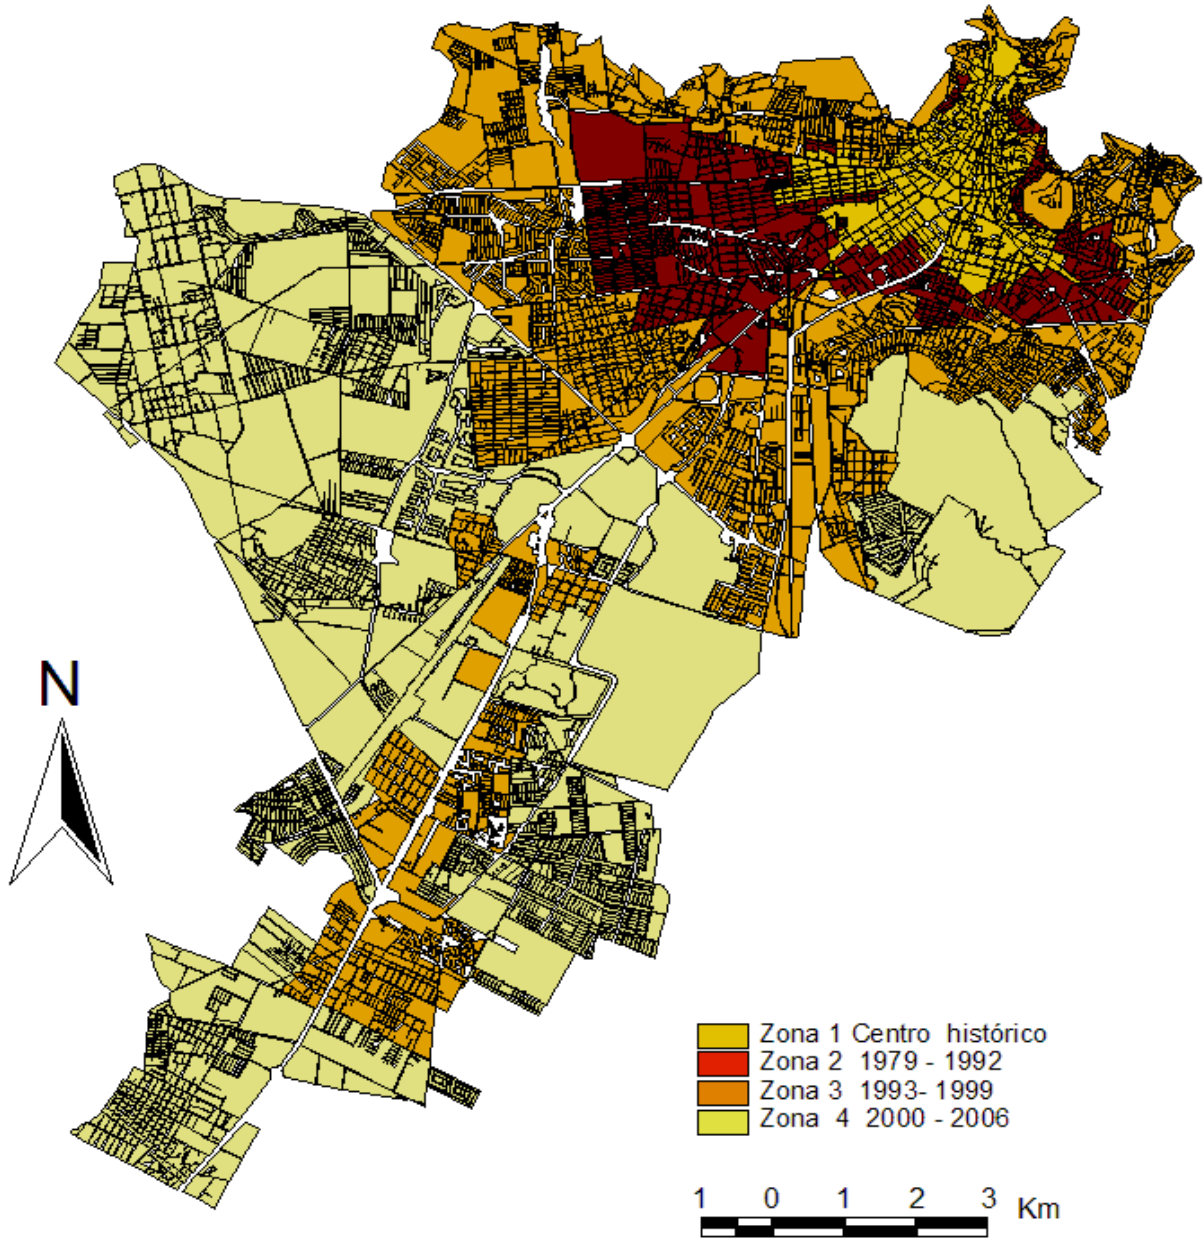 N
Zona 1 Centro histórico
Zona 2 1979 - 1992
Zona 3 1993- 1999
Zona 4 2000 - 2006
1 0 1 2 3 Km